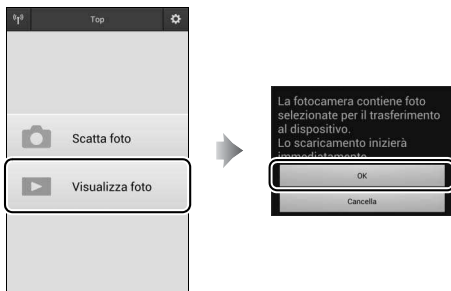 Top
Scatta foto
Visualizza foto
La fotocamera contiene foto
selezionate per il trasferimento
al dispositivo.
Lo scaricamento inizierà
immediatamente.
OK
Cancella